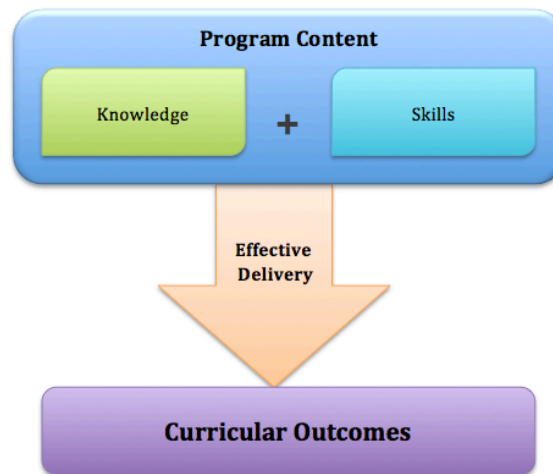 Program Content
Knowledge
+
Skills
Effective
Delivery
Curricular Outcomes